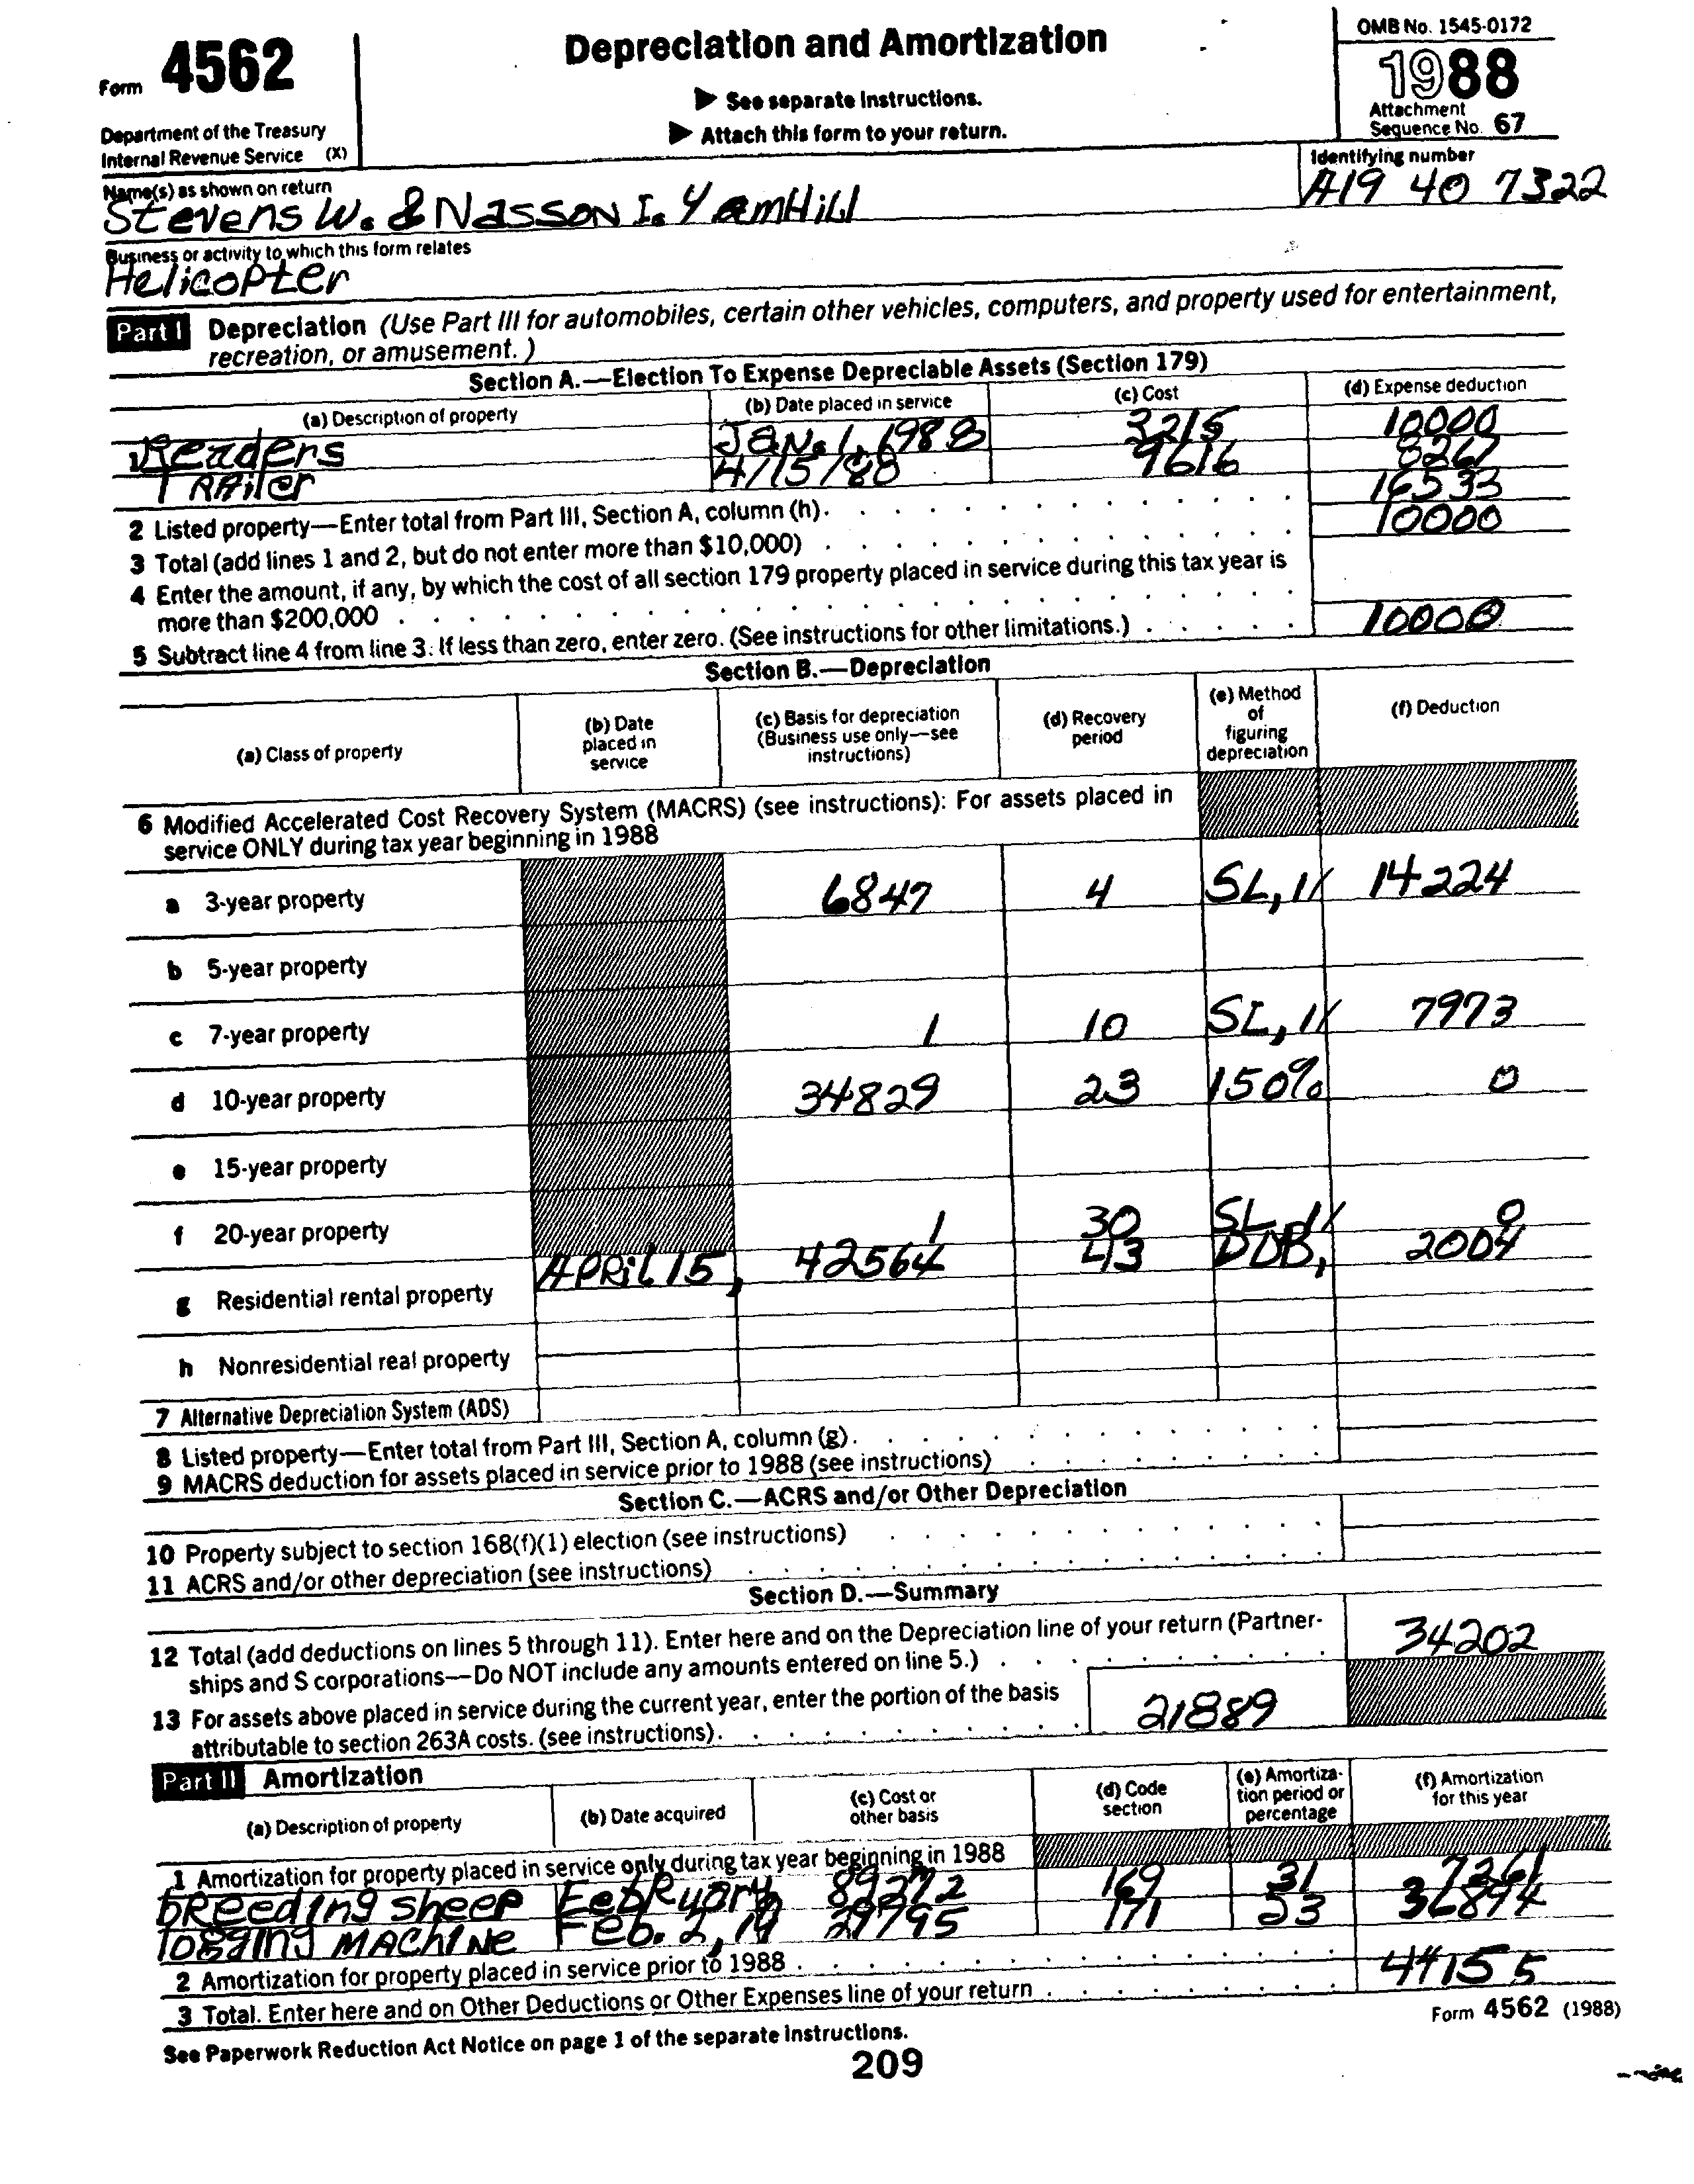 Form 4562
Department of the Treasury
Internal Revenue Service (X)
Depreciation and Amortization
▶ See separate Instructions.
▶ Attach this form to your return.
OMB No. 1545-0172
1988
Attachment
Sequence No. 67
Name(s) as shown on return
Stevens W. & Nasson I. Yamhill
Identifying number
A19 40 7322
Business or activity to which this form relates
Helicopter
Part I Depreciation (Use Part III for automobiles, certain other vehicles, computers, and property used for entertainment,
recreation, or amusement.)
Section A.—Election To Expense Depreciable Assets (Section 179)
(a) Description of property (b) Date placed in service (c) Cost (d) Expense deduction
1 Readers Jan. 1, 1988 3215 10000
Trailer 4/15/88 9616 8267
2 Listed property—Enter total from Part III, Section A, column (h). 16533
3 Total (add lines 1 and 2, but do not enter more than $10,000) 10000
4 Enter the amount, if any, by which the cost of all section 179 property placed in service during this tax year is
more than $200,000
5 Subtract line 4 from line 3. If less than zero, enter zero. (See instructions for other limitations.) 10000
Section B.—Depreciation
(a) Class of property (b) Date placed in service (c) Basis for depreciation (Business use only—see instructions) (d) Recovery period (e) Method of figuring depreciation (f) Deduction
6 Modified Accelerated Cost Recovery System (MACRS) (see instructions): For assets placed in
service ONLY during tax year beginning in 1988
a 3-year property 6847 4 SL, 1/ 14224
b 5-year property
c 7-year property 1 10 SL, 1/ 7973
d 10-year property 34829 23 150% 0
e 15-year property
f 20-year property 1 30 SL 1/ 0
g Residential rental property April 15, 42564 43 DDB, 2004
h Nonresidential real property
7 Alternative Depreciation System (ADS)
8 Listed property—Enter total from Part III, Section A, column (g).
9 MACRS deduction for assets placed in service prior to 1988 (see instructions)
Section C.—ACRS and/or Other Depreciation
10 Property subject to section 168(f)(1) election (see instructions)
11 ACRS and/or other depreciation (see instructions)
Section D.—Summary
12 Total (add deductions on lines 5 through 11). Enter here and on the Depreciation line of your return (Partner-
ships and S corporations—Do NOT include any amounts entered on line 5.) 34202
13 For assets above placed in service during the current year, enter the portion of the basis
attributable to section 263A costs. (see instructions). 21889
Part II Amortization
(a) Description of property (b) Date acquired (c) Cost or other basis (d) Code section (e) Amortiza-tion period or percentage (f) Amortization for this year
1 Amortization for property placed in service only during tax year beginning in 1988
breeding sheep February 89272 169 31 7261
logging machine Feb. 2, 19 29795 171 53 36894
2 Amortization for property placed in service prior to 1988
3 Total. Enter here and on Other Deductions or Other Expenses line of your return 44155
See Paperwork Reduction Act Notice on page 1 of the separate Instructions.
Form 4562 (1988)
209